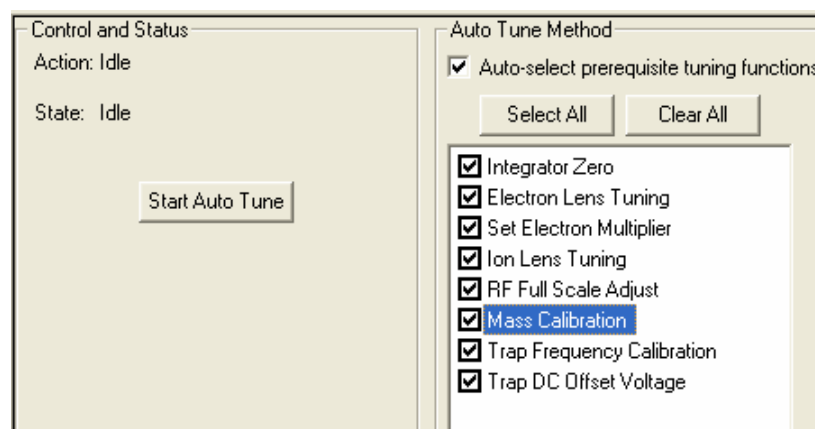 Control and Status
Action: Idle
State: Idle
Start Auto Tune
Auto Tune Method
Auto-select prerequisite tuning functions
Select All
Clear All
Integrator Zero
Electron Lens Tuning
Set Electron Multiplier
Ion Lens Tuning
RF Full Scale Adjust
Mass Calibration
Trap Frequency Calibration
Trap DC Offset Voltage